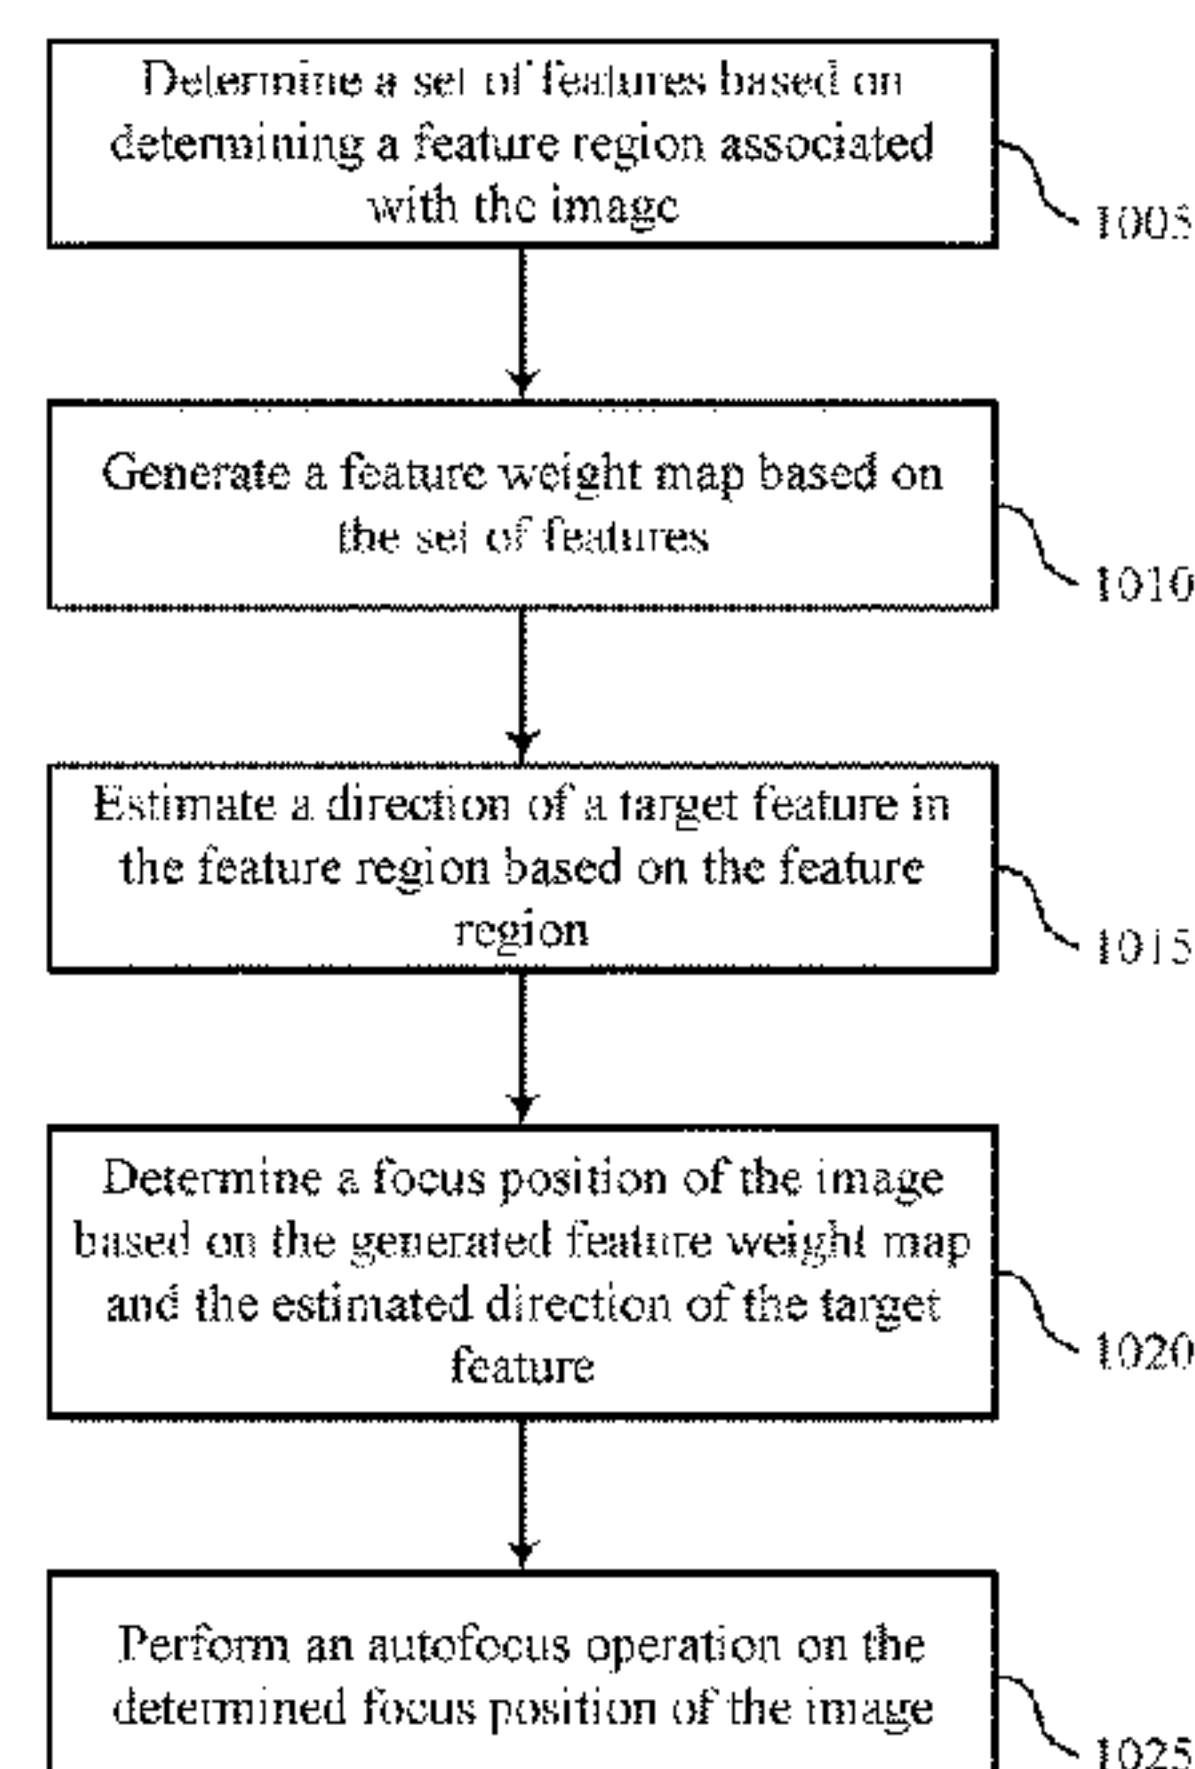 Determine a set of features based on
determining a feature region associated
with the image
1005
Generate a feature weight map based on
the set of features
1010
Estimate a direction of a target feature in
the feature region based on the feature
region
1015
Determine a focus position of the image
based on the generated feature weight map
and the estimated direction of the target
feature
1020
Perform an autofocus operation on the
determined focus position of the image
1025